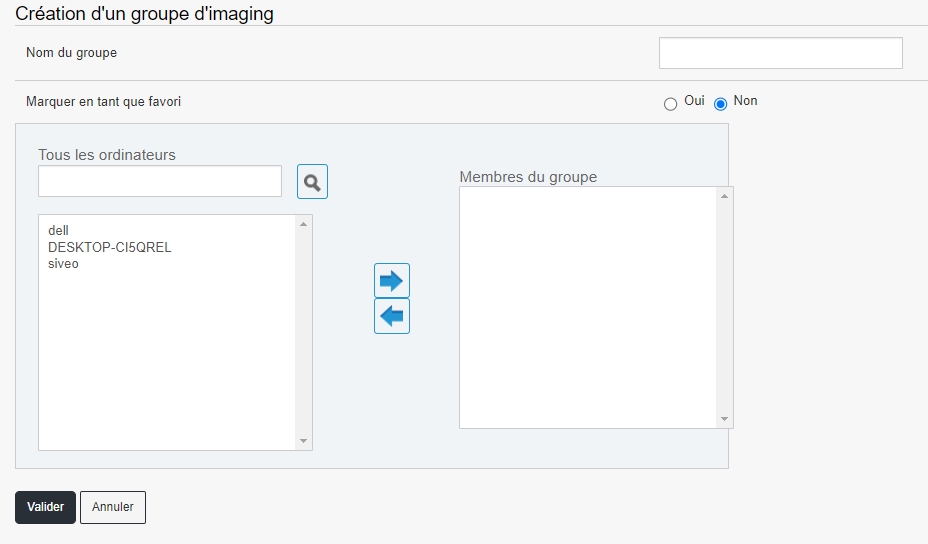 Création d'un groupe d'imaging
Nom du groupe
Marquer en tant que favori
Oui Non
Tous les ordinateurs
Membres du groupe
dell
DESKTOP-CI5QREL
siveo
Valider Annuler